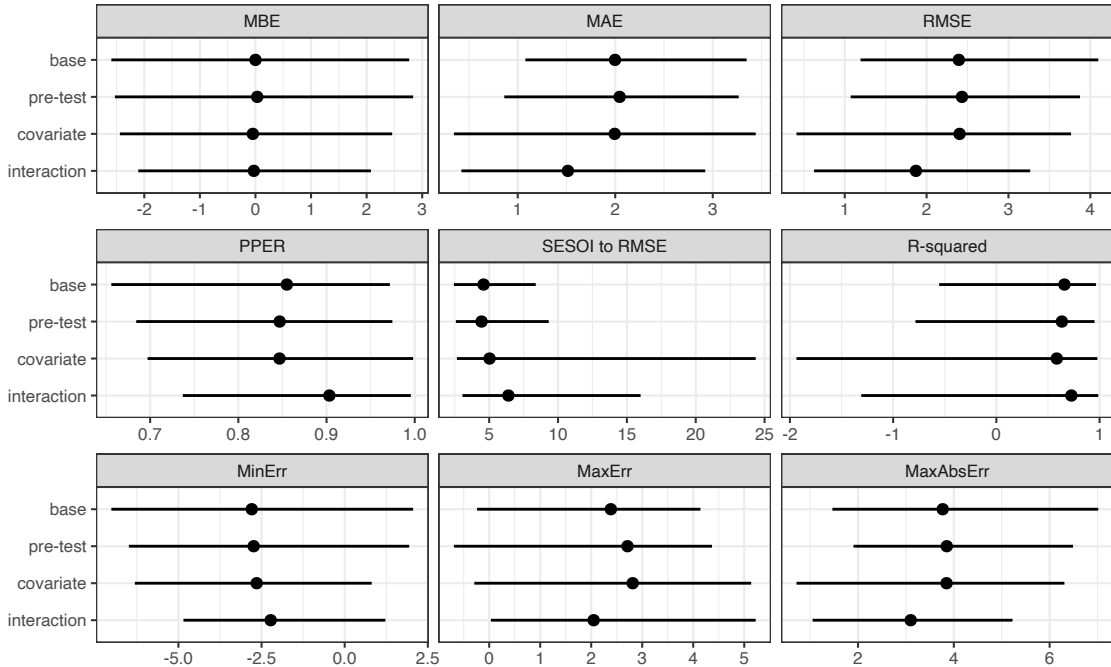 MBE MAE RMSE
base
pre-test
covariate
interaction
-2 -1 0 1 2 3 1 2 3 1 2 3 4
PPER SESOI to RMSE R-squared
base
pre-test
covariate
interaction
0.7 0.8 0.9 1.0 5 10 15 20 25 -2 -1 0 1
MinErr MaxErr MaxAbsErr
base
pre-test
covariate
interaction
-5.0 -2.5 0.0 2.5 0 1 2 3 4 5 2 4 6